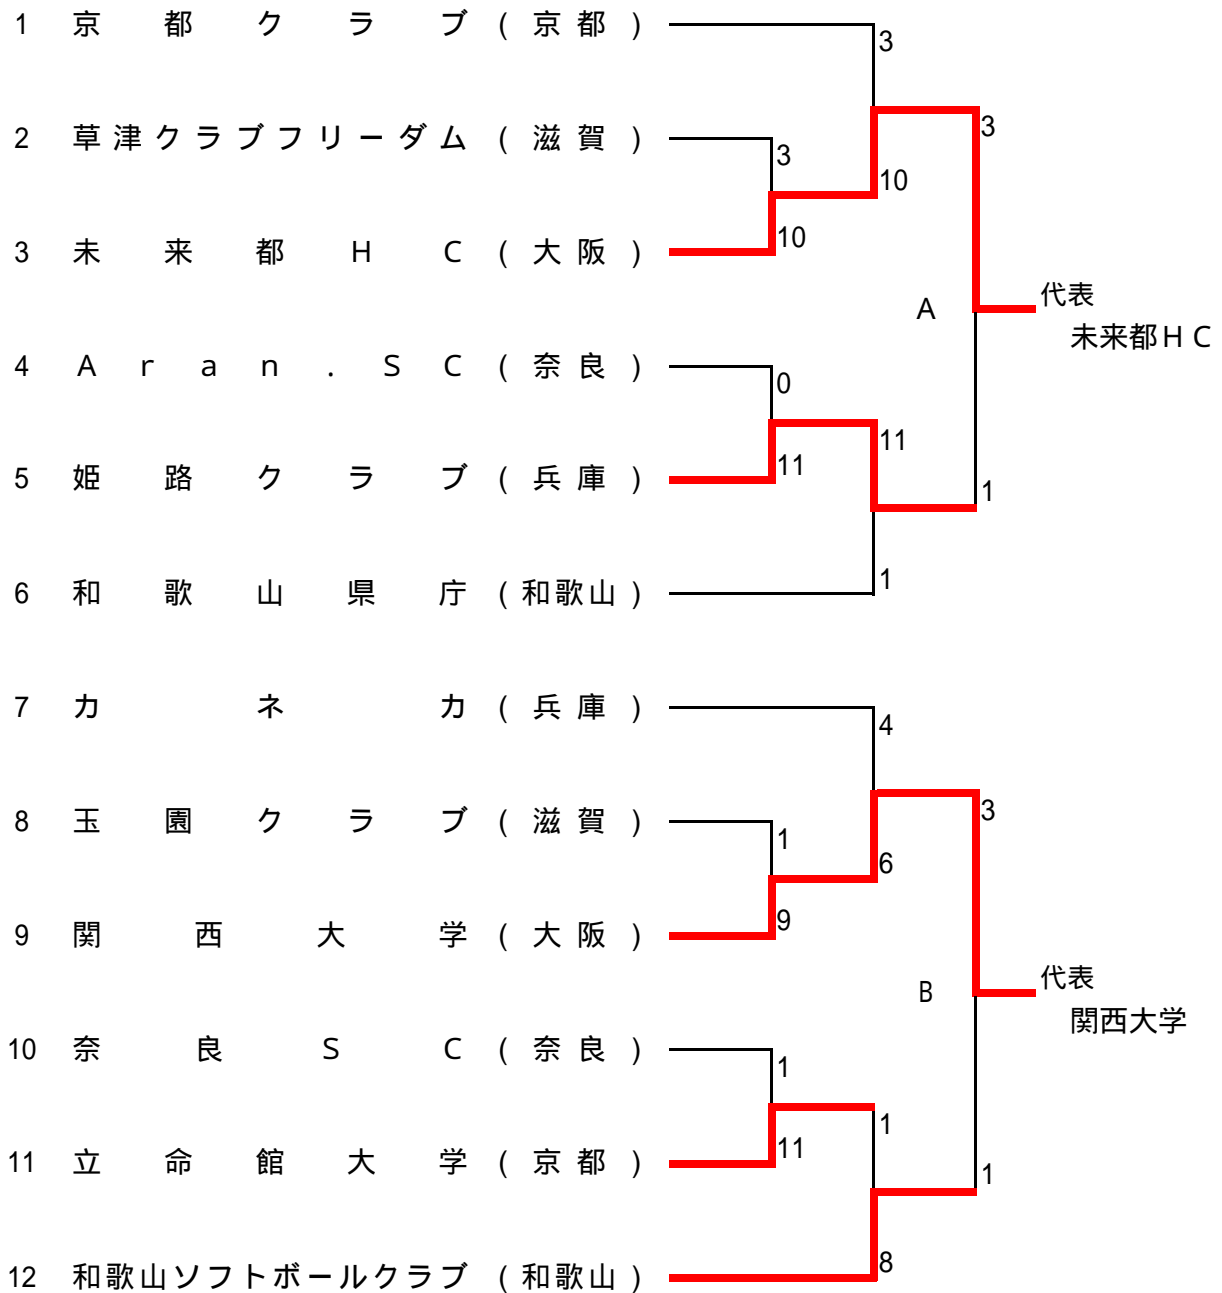 1 京都クラブ (京都)
3
2 草津クラブフリーダム (滋賀)
3
3
10
3 未来都HC (大阪)
10
A
代表
未来都HC
4 Aran.SC (奈良)
0
11
5 姫路クラブ (兵庫)
11
1
6 和歌山県庁 (和歌山)
1
7 カネカ (兵庫)
4
8 玉園クラブ (滋賀)
1
3
6
9 関西大学 (大阪)
9
B
代表
関西大学
10 奈良SC (奈良)
1
1
11 立命館大学 (京都)
11
1
12 和歌山ソフトボールクラブ (和歌山)
8